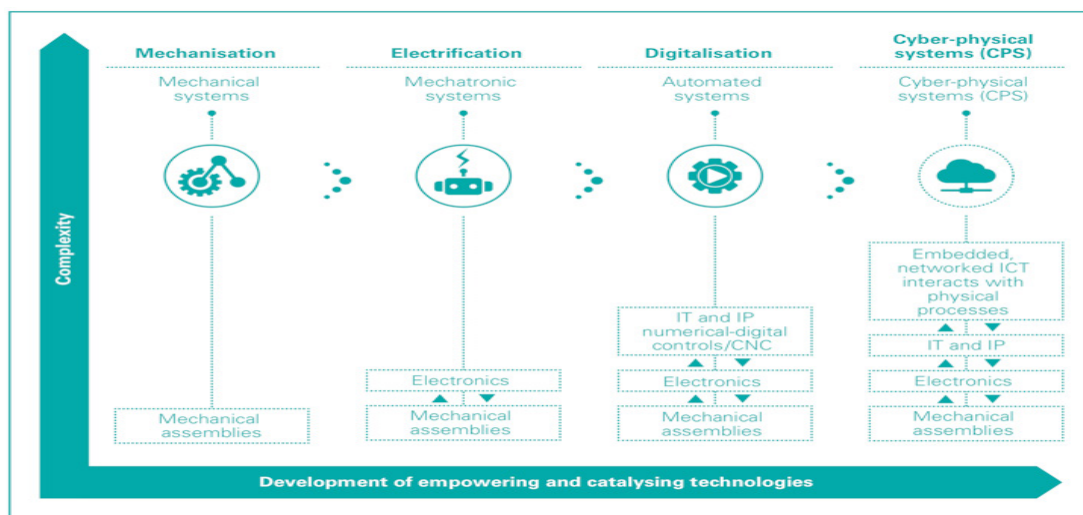 Mechanisation
Electrification
Digitalisation
Cyber-physical
systems (CPS)
Mechanical
systems
Mechatronic
systems
Automated
systems
Cyber-physical
systems (CPS)
Complexity
Embedded,
networked ICT
interacts with
physical
processes
IT and IP
numerical-digital
controls/CNC
IT and IP
Electronics
Electronics
Electronics
Mechanical
assemblies
Mechanical
assemblies
Mechanical
assemblies
Mechanical
assemblies
Development of empowering and catalysing technologies